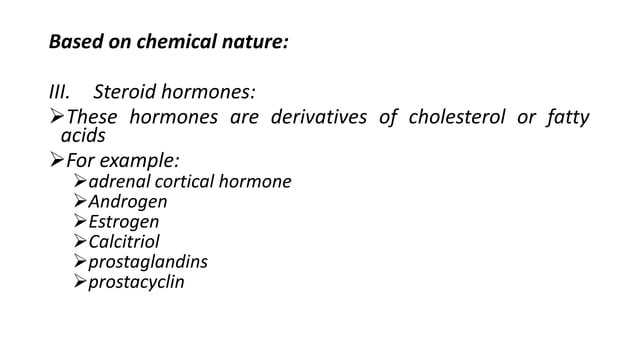 Based on chemical nature:
III. Steroid hormones:
➢These hormones are derivatives of cholesterol or fatty
acids
➢For example:
➢adrenal cortical hormone
➢Androgen
➢Estrogen
➢Calcitriol
➢prostaglandins
➢prostacyclin